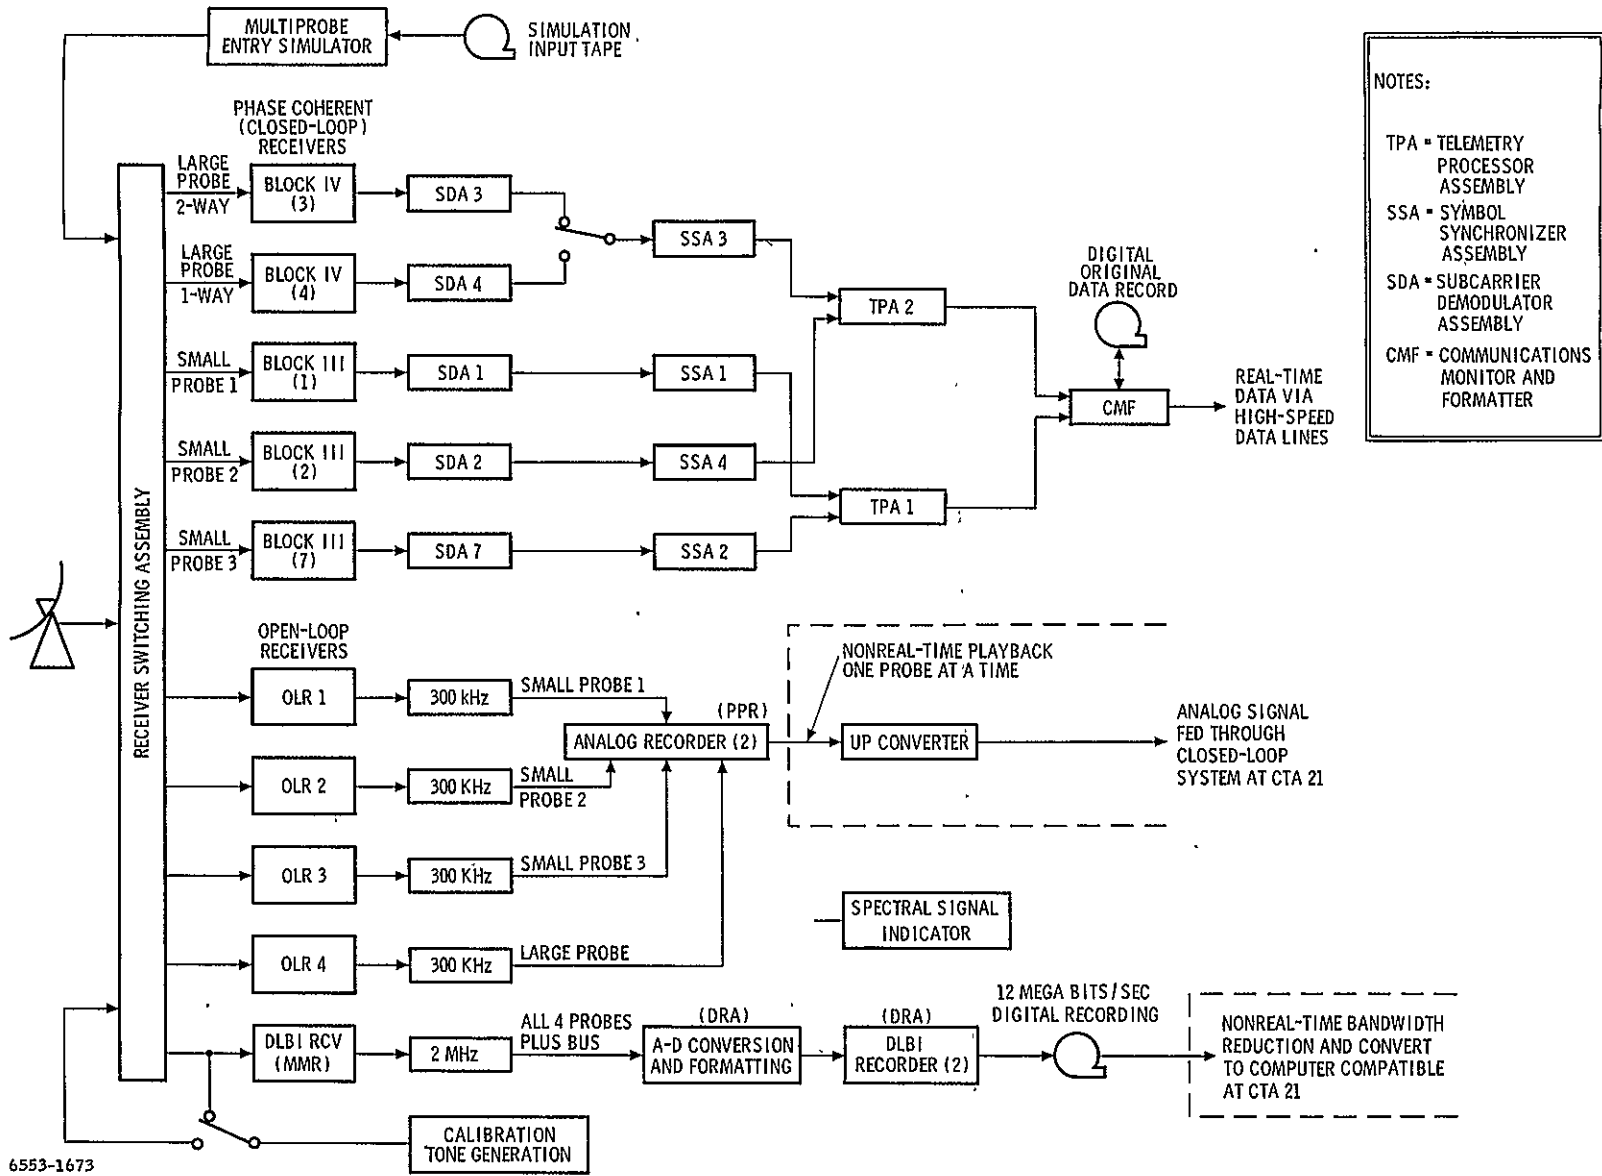 MULTIPROBE
ENTRY SIMULATOR
SIMULATION
INPUT TAPE
PHASE COHERENT
(CLOSED-LOOP)
RECEIVERS
LARGE
PROBE
2-WAY
BLOCK IV
(3)
SDA 3
SSA 3
LARGE
PROBE
1-WAY
BLOCK IV
(4)
SDA 4
SMALL
PROBE 1
BLOCK III
(1)
SDA 1
SSA 1
SMALL
PROBE 2
BLOCK III
(2)
SDA 2
SSA 4
SMALL
PROBE 3
BLOCK III
(7)
SDA 7
SSA 2
TPA 2
TPA 1
DIGITAL
ORIGINAL
DATA RECORD
CMF
REAL-TIME
DATA VIA
HIGH-SPEED
DATA LINES
NOTES:
TPA = TELEMETRY
PROCESSOR
ASSEMBLY
SSA = SYMBOL
SYNCHRONIZER
ASSEMBLY
SDA = SUBCARRIER
DEMODULATOR
ASSEMBLY
CMF = COMMUNICATIONS
MONITOR AND
FORMATTER
RECEIVER SWITCHING ASSEMBLY
OPEN-LOOP
RECEIVERS
OLR 1
300 kHz
SMALL PROBE 1
OLR 2
300 KHz
SMALL
PROBE 2
OLR 3
300 KHz
SMALL PROBE 3
OLR 4
300 KHz
LARGE PROBE
(PPR)
ANALOG RECORDER (2)
NONREAL-TIME PLAYBACK
ONE PROBE AT A TIME
UP CONVERTER
ANALOG SIGNAL
FED THROUGH
CLOSED-LOOP
SYSTEM AT CTA 21
SPECTRAL SIGNAL
INDICATOR
DLBI RCV
(MMR)
2 MHz
ALL 4 PROBES
PLUS BUS
(DRA)
A-D CONVERSION
AND FORMATTING
(DRA)
DLBI
RECORDER (2)
12 MEGA BITS/SEC
DIGITAL RECORDING
NONREAL-TIME BANDWIDTH
REDUCTION AND CONVERT
TO COMPUTER COMPATIBLE
AT CTA 21
CALIBRATION
TONE GENERATION
6553-1673